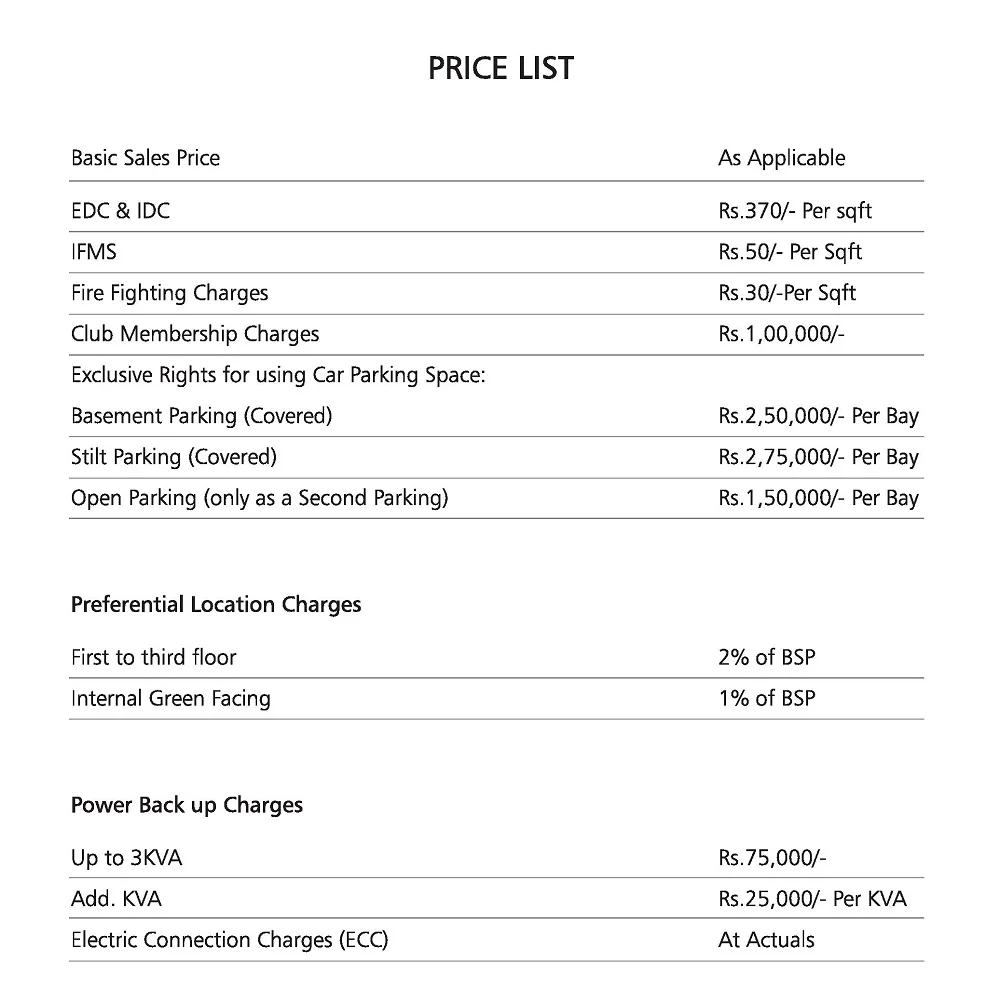 PRICE LIST
Basic Sales Price As Applicable
EDC & IDC Rs.370/- Per sqft
IFMS Rs.50/- Per Sqft
Fire Fighting Charges Rs.30/-Per Sqft
Club Membership Charges Rs.1,00,000/-
Exclusive Rights for using Car Parking Space:
Basement Parking (Covered) Rs.2,50,000/- Per Bay
Stilt Parking (Covered) Rs.2,75,000/- Per Bay
Open Parking (only as a Second Parking) Rs.1,50,000/- Per Bay
Preferential Location Charges
First to third floor 2% of BSP
Internal Green Facing 1% of BSP
Power Back up Charges
Up to 3KVA Rs.75,000/-
Add. KVA Rs.25,000/- Per KVA
Electric Connection Charges (ECC) At Actuals